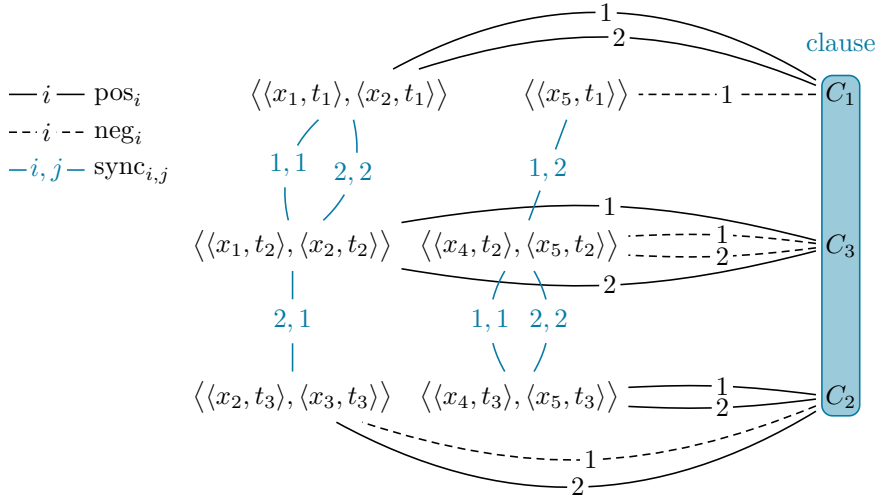 1
2
clause
i pos_i
⟨⟨x_1, t_1⟩, ⟨x_2, t_1⟩⟩ ⟨⟨x_5, t_1⟩⟩ 1 C_1
i neg_i
i, j sync_{i,j}
1, 1 2, 2 1, 2
1
⟨⟨x_1, t_2⟩, ⟨x_2, t_2⟩⟩ ⟨⟨x_4, t_2⟩, ⟨x_5, t_2⟩⟩ 1 C_3
2
2
2, 1 1, 1 2, 2
⟨⟨x_2, t_3⟩, ⟨x_3, t_3⟩⟩ ⟨⟨x_4, t_3⟩, ⟨x_5, t_3⟩⟩ 1 C_2
2
1
2